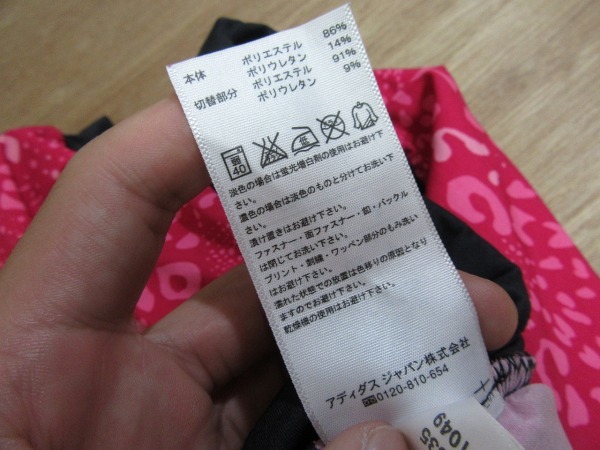 本体 ポリエステル 86%
ポリウレタン 14%
切替部分 ポリエステル 91%
ポリウレタン 9%
弱 40 低
淡色の場合は蛍光増白剤の使用はお避け下
さい。
濃色の場合は淡色のものと分けてお洗い下
さい。
漬け置きはお避け下さい。
ファスナー・面ファスナー・釦・バックル
は閉じてお洗い下さい。
プリント・刺繍・ワッペン部分のもみ洗い
はお避け下さい。
濡れた状態での放置は色移りの原因となり
ますのでお避け下さい。
乾燥機の使用はお避け下さい。
アディダス ジャパン株式会社
0120-810-654
35
1049